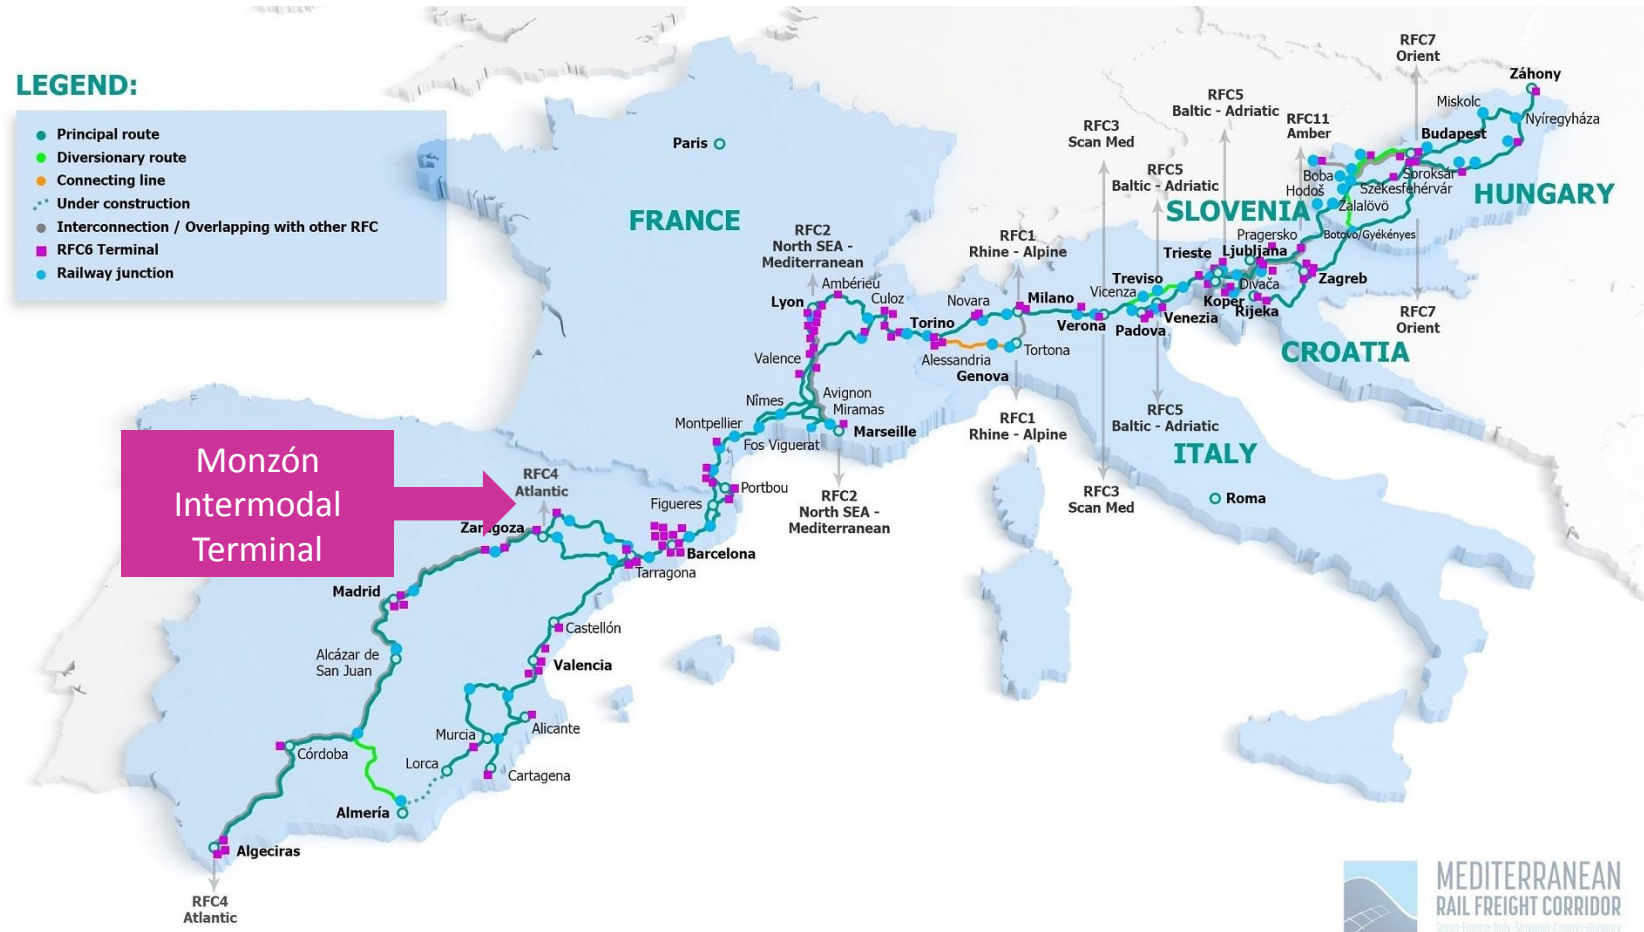 LEGEND:
Principal route
Diversionary route
Connecting line
Under construction
Interconnection / Overlapping with other RFC
RFC6 Terminal
Railway junction
Monzón
Intermodal
Terminal
FRANCE
Paris
RFC2
North SEA -
Mediterranean
Ambérieu
Lyon
Culoz
Valence
Avignon
Nîmes
Miramas
Montpellier
Marseille
Fos Viguerat
RFC2
North SEA -
Mediterranean
Portbou
Figueres
RFC4
Atlantic
Zaragoza
Barcelona
Tarragona
Madrid
Castellón
Alcázar de
San Juan
Valencia
Alicante
Murcia
Córdoba
Lorca
Cartagena
Almería
Algeciras
RFC4
Atlantic
RFC1
Rhine - Alpine
Novara
Milano
Torino
Alessandria
Tortona
Genova
RFC1
Rhine - Alpine
RFC3
Scan Med
RFC5
Baltic - Adriatic
RFC5
Baltic - Adriatic
Treviso
Vicenza
Verona
Padova
Venezia
RFC5
Baltic - Adriatic
RFC3
Scan Med
ITALY
Roma
SLOVENIA
Trieste
Ljubljana
Pragersko
Divača
Koper
Rijeka
Zagreb
CROATIA
RFC11
Amber
RFC7
Orient
Záhony
Miskolc
Nyíregyháza
Budapest
Soroksár
Boba
Székesfehérvár
Hodoš
Zalalövö
Botovo/Gyékényes
HUNGARY
RFC7
Orient
MEDITERRANEAN
RAIL FREIGHT CORRIDOR
Spain-France-Italy-Slovenia-Croatia-Hungary